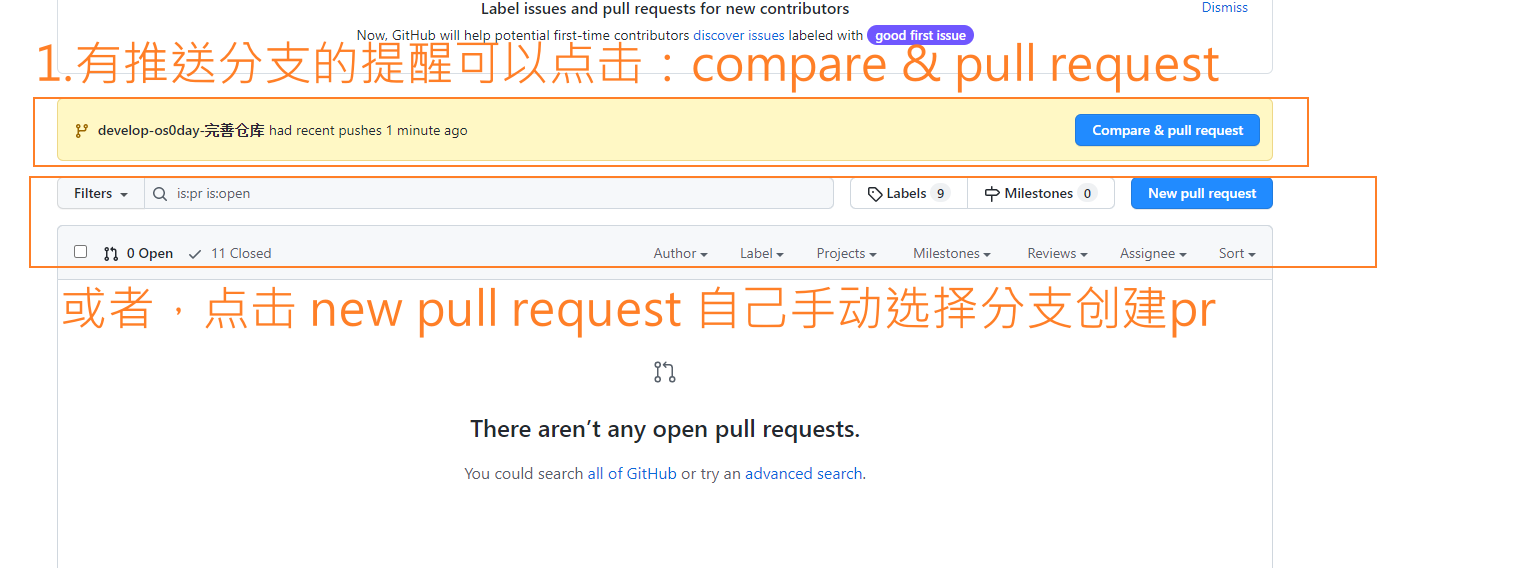 Label issues and pull requests for new contributors
Dismiss
Now, GitHub will help potential first-time contributors discover issues labeled with good first issue
1.有推送分支的提醒可以点击：compare & pull request
develop-os0day-完善仓库 had recent pushes 1 minute ago
Compare & pull request
Filters
is:pr is:open
Labels 9
Milestones 0
New pull request
0 Open
11 Closed
Author
Label
Projects
Milestones
Reviews
Assignee
Sort
或者，点击 new pull request 自己手动选择分支创建pr
There aren’t any open pull requests.
You could search all of GitHub or try an advanced search.